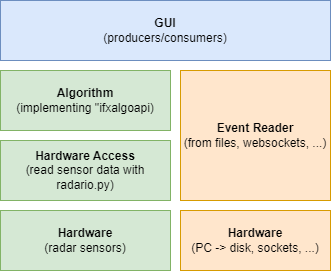 GUI
(producers/consumers)
Algorithm
(implementing "ifxalgoapi)
Hardware Access
(read sensor data with
radario.py)
Event Reader
(from files, websockets, ...)
Hardware
(radar sensors)
Hardware
(PC -> disk, sockets, ...)